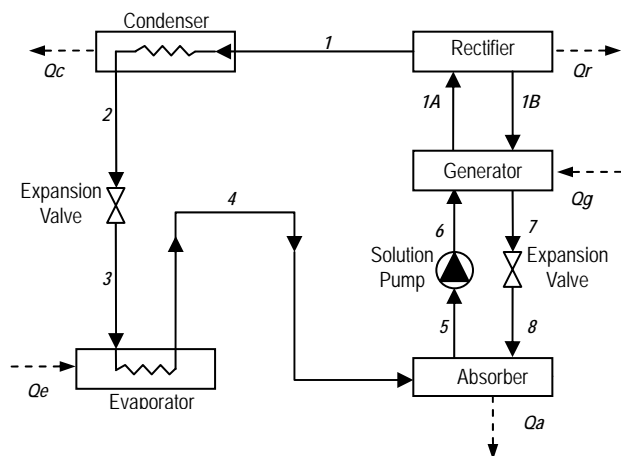 Condenser
1
Rectifier
Qc
Qr
2
1A
1B
Generator
Qg
Expansion
Valve
4
6
7
Solution
Pump
Expansion
Valve
3
5
8
Qe
Evaporator
Absorber
Qa